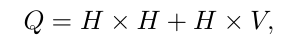 Q = H × H + H × V,